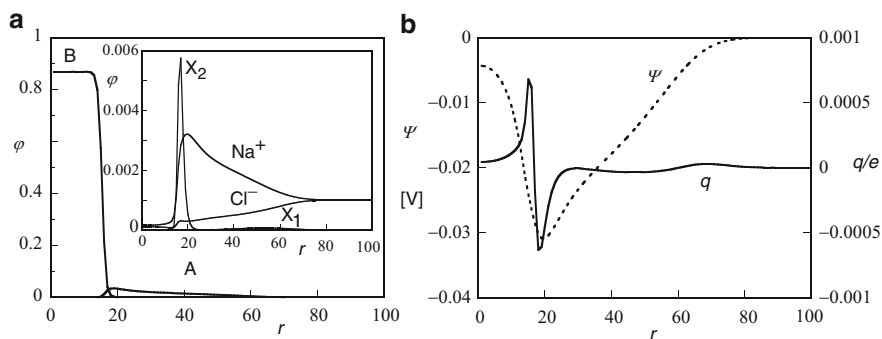 a
1
0.8
0.6
0.4
0.2
0
φ
B
A
0 20 40 60 80 100
r
0.006
0.004
0.002
0
φ
X2
Na+
Cl−
X1
0 20 40 60 80 100
r
b
0
−0.01
−0.02
−0.03
−0.04
Ψ
[V]
Ψ
q
0.001
0.0005
0
−0.0005
−0.001
q/e
0 20 40 60 80 100
r